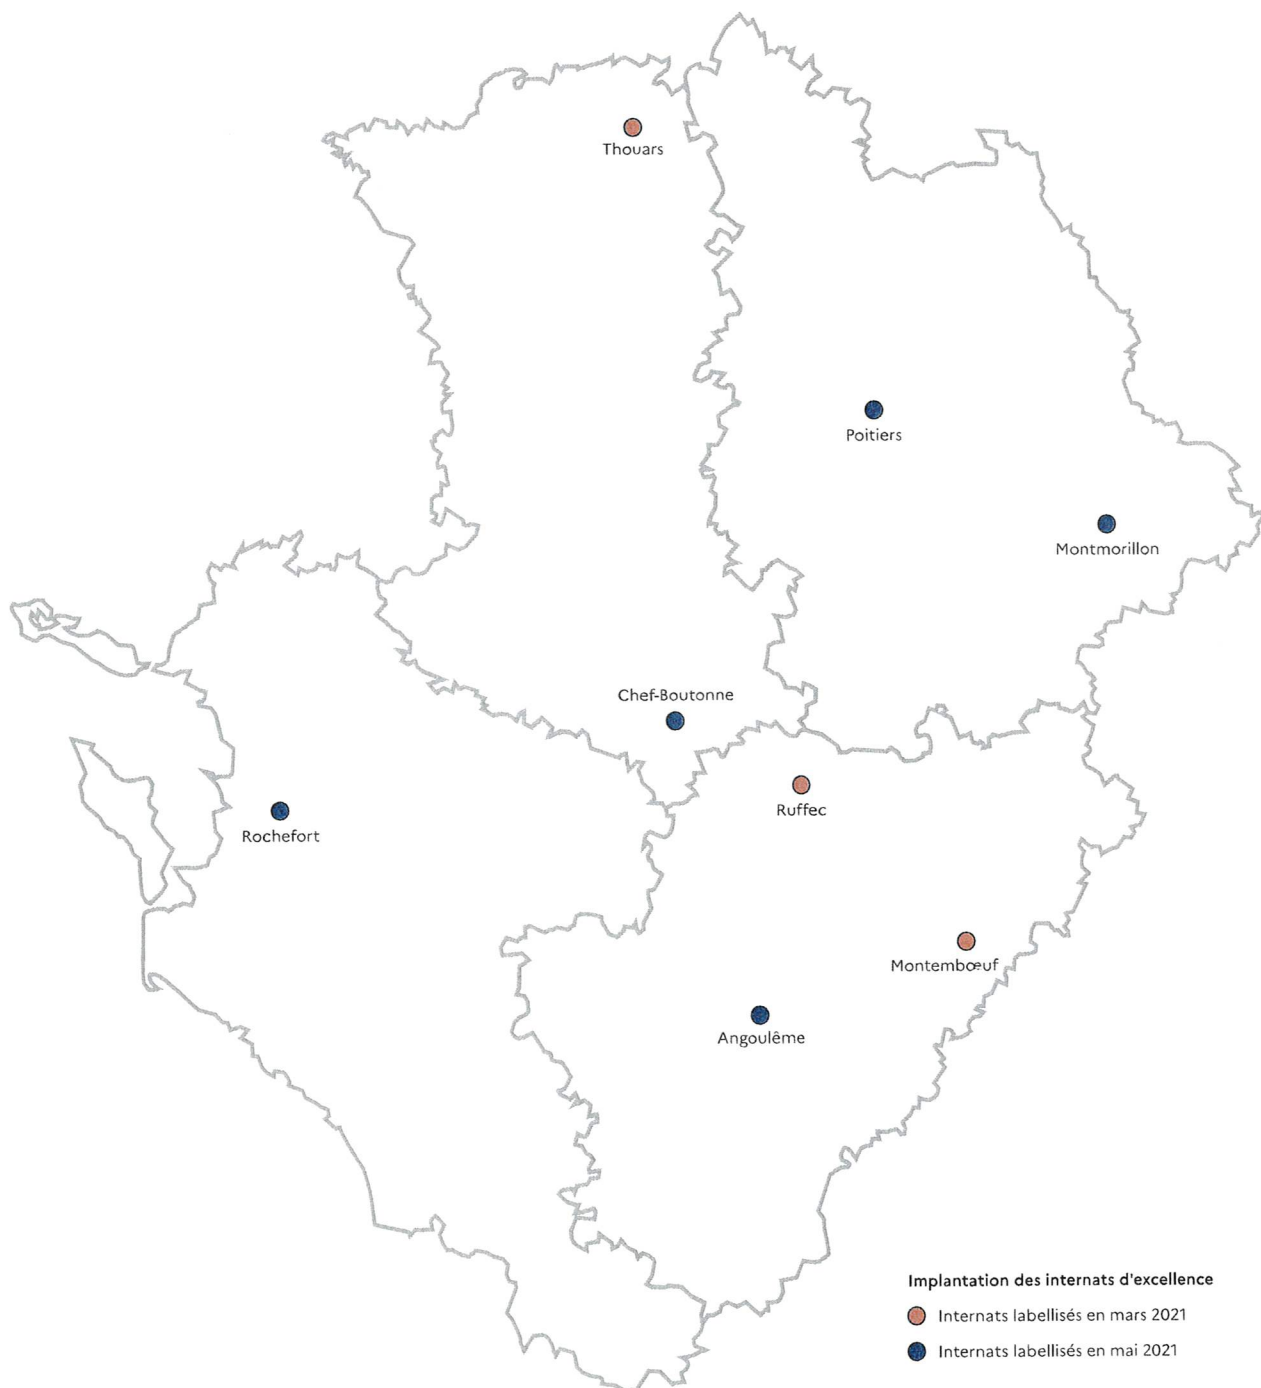 Thouars
Poitiers
Montmorillon
Chef-Boutonne
Ruffec
Rochefort
Montembœuf
Angoulême
Implantation des internats d'excellence
Internats labellisés en mars 2021
Internats labellisés en mai 2021